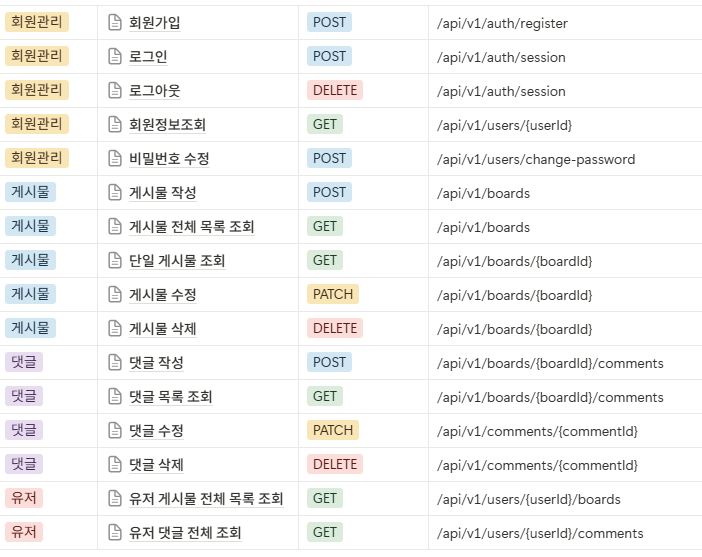 회원관리 회원가입 POST /api/v1/auth/register
회원관리 로그인 POST /api/v1/auth/session
회원관리 로그아웃 DELETE /api/v1/auth/session
회원관리 회원정보조회 GET /api/v1/users/{userId}
회원관리 비밀번호 수정 POST /api/v1/users/change-password
게시물 게시물 작성 POST /api/v1/boards
게시물 게시물 전체 목록 조회 GET /api/v1/boards
게시물 단일 게시물 조회 GET /api/v1/boards/{boardId}
게시물 게시물 수정 PATCH /api/v1/boards/{boardId}
게시물 게시물 삭제 DELETE /api/v1/boards/{boardId}
댓글 댓글 작성 POST /api/v1/boards/{boardId}/comments
댓글 댓글 목록 조회 GET /api/v1/boards/{boardId}/comments
댓글 댓글 수정 PATCH /api/v1/comments/{commentId}
댓글 댓글 삭제 DELETE /api/v1/comments/{commentId}
유저 유저 게시물 전체 목록 조회 GET /api/v1/users/{userId}/boards
유저 유저 댓글 전체 조회 GET /api/v1/users/{userId}/comments